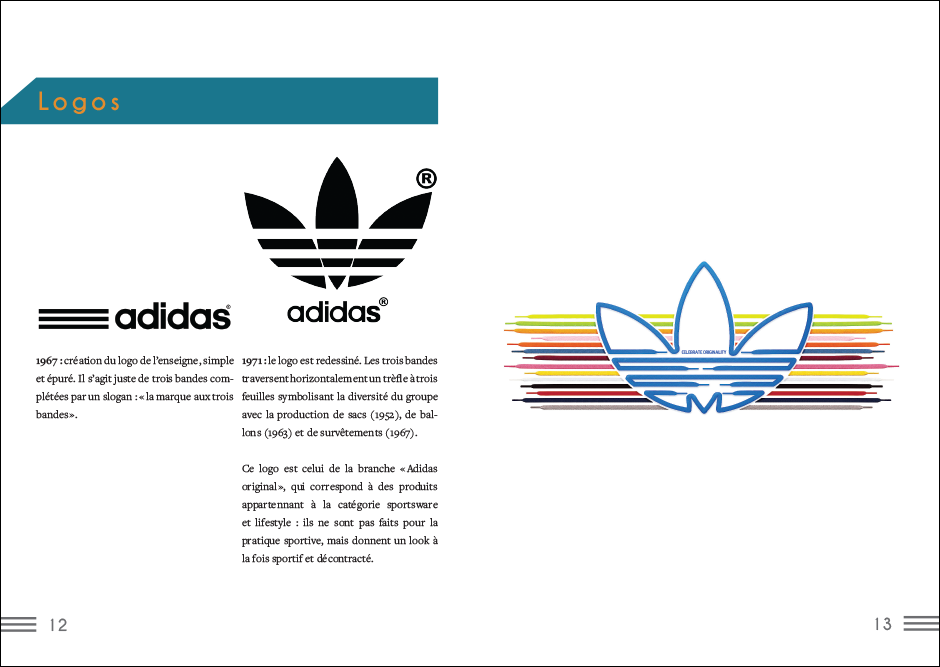 Logos
adidas®
1967 : création du logo de l'enseigne, simple
et épuré. Il s'agit juste de trois bandes com-
plétées par un slogan : « la marque aux trois
bandes ».
®
adidas®
1971 : le logo est redessiné. Les trois bandes
traversent horizontalement un trèfle à trois
feuilles symbolisant la diversité du groupe
avec la production de sacs (1952), de bal-
lons (1963) et de survêtements (1967).
Ce logo est celui de la branche « Adidas
original », qui correspond à des produits
appartennant à la catégorie sportsware
et lifestyle : ils ne sont pas faits pour la
pratique sportive, mais donnent un look à
la fois sportif et décontracté.
12
CELEBRATE ORIGINALITY
13